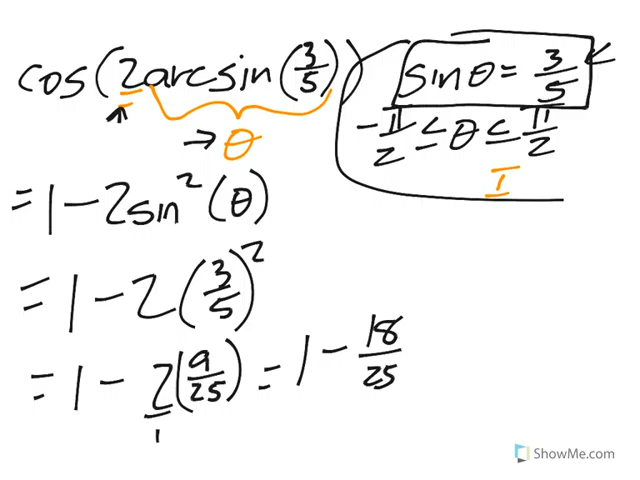 cos(2arcsin(3/5))
⇒ θ
sinθ = 3/5
-π/2 ≤ θ ≤ π/2
I
= 1 - 2sin²(θ)
= 1 - 2(3/5)²
= 1 - 2/1(9/25) = 1 - 18/25
ShowMe.com